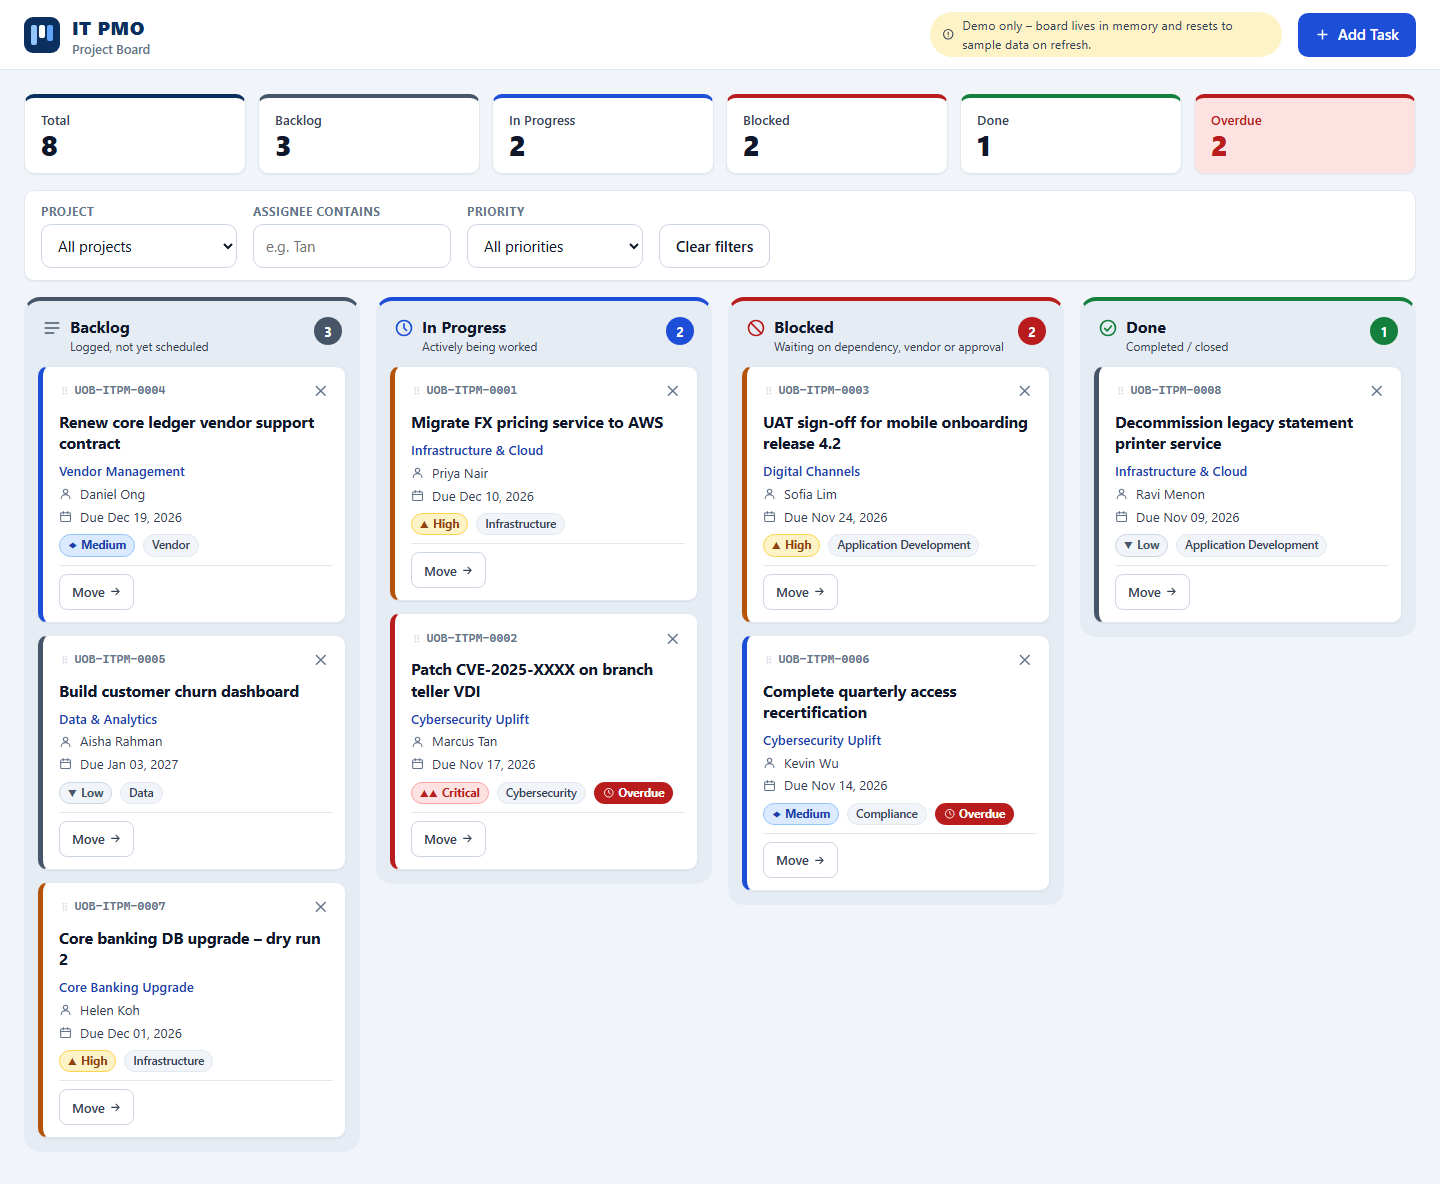 IT PMO
Project Board
Demo only – board lives in memory and resets to
sample data on refresh.
Add Task
Total
8
Backlog
3
In Progress
2
Blocked
2
Done
1
Overdue
2
PROJECT
ASSIGNEE CONTAINS
PRIORITY
All projects
e.g. Tan
All priorities
Clear filters
Backlog
3
Logged, not yet scheduled
UOB-ITPM-0004
Renew core ledger vendor support
contract
Vendor Management
Daniel Ong
Due Dec 19, 2026
Medium Vendor
Move →
UOB-ITPM-0005
Build customer churn dashboard
Data & Analytics
Aisha Rahman
Due Jan 03, 2027
Low Data
Move →
UOB-ITPM-0007
Core banking DB upgrade – dry run
2
Core Banking Upgrade
Helen Koh
Due Dec 01, 2026
High Infrastructure
Move →
In Progress
2
Actively being worked
UOB-ITPM-0001
Migrate FX pricing service to AWS
Infrastructure & Cloud
Priya Nair
Due Dec 10, 2026
High Infrastructure
Move →
UOB-ITPM-0002
Patch CVE-2025-XXXX on branch
teller VDI
Cybersecurity Uplift
Marcus Tan
Due Nov 17, 2026
Critical Cybersecurity Overdue
Move →
Blocked
2
Waiting on dependency, vendor or approval
UOB-ITPM-0003
UAT sign-off for mobile onboarding
release 4.2
Digital Channels
Sofia Lim
Due Nov 24, 2026
High Application Development
Move →
UOB-ITPM-0006
Complete quarterly access
recertification
Cybersecurity Uplift
Kevin Wu
Due Nov 14, 2026
Medium Compliance Overdue
Move →
Done
1
Completed / closed
UOB-ITPM-0008
Decommission legacy statement
printer service
Infrastructure & Cloud
Ravi Menon
Due Nov 09, 2026
Low Application Development
Move →